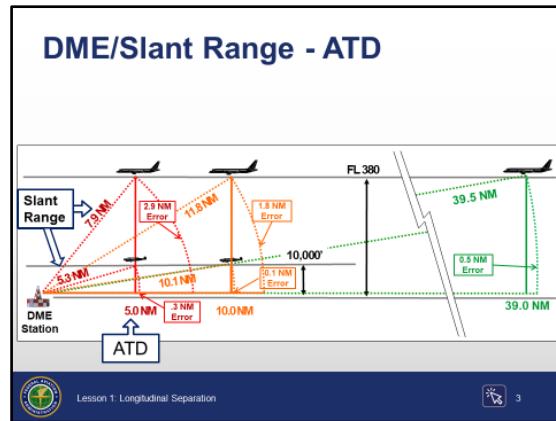 DME/Slant Range - ATD
FL 380
Slant
Range
7.9 NM
2.9 NM
Error
11.8 NM
1.8 NM
Error
39.5 NM
10,000'
5.3 NM
10.1 NM
0.1 NM
Error
0.5 NM
Error
DME
Station
.3 NM
Error
5.0 NM
10.0 NM
39.0 NM
ATD
FEDERAL AVIATION
ADMINISTRATION
Lesson 1: Longitudinal Separation
3